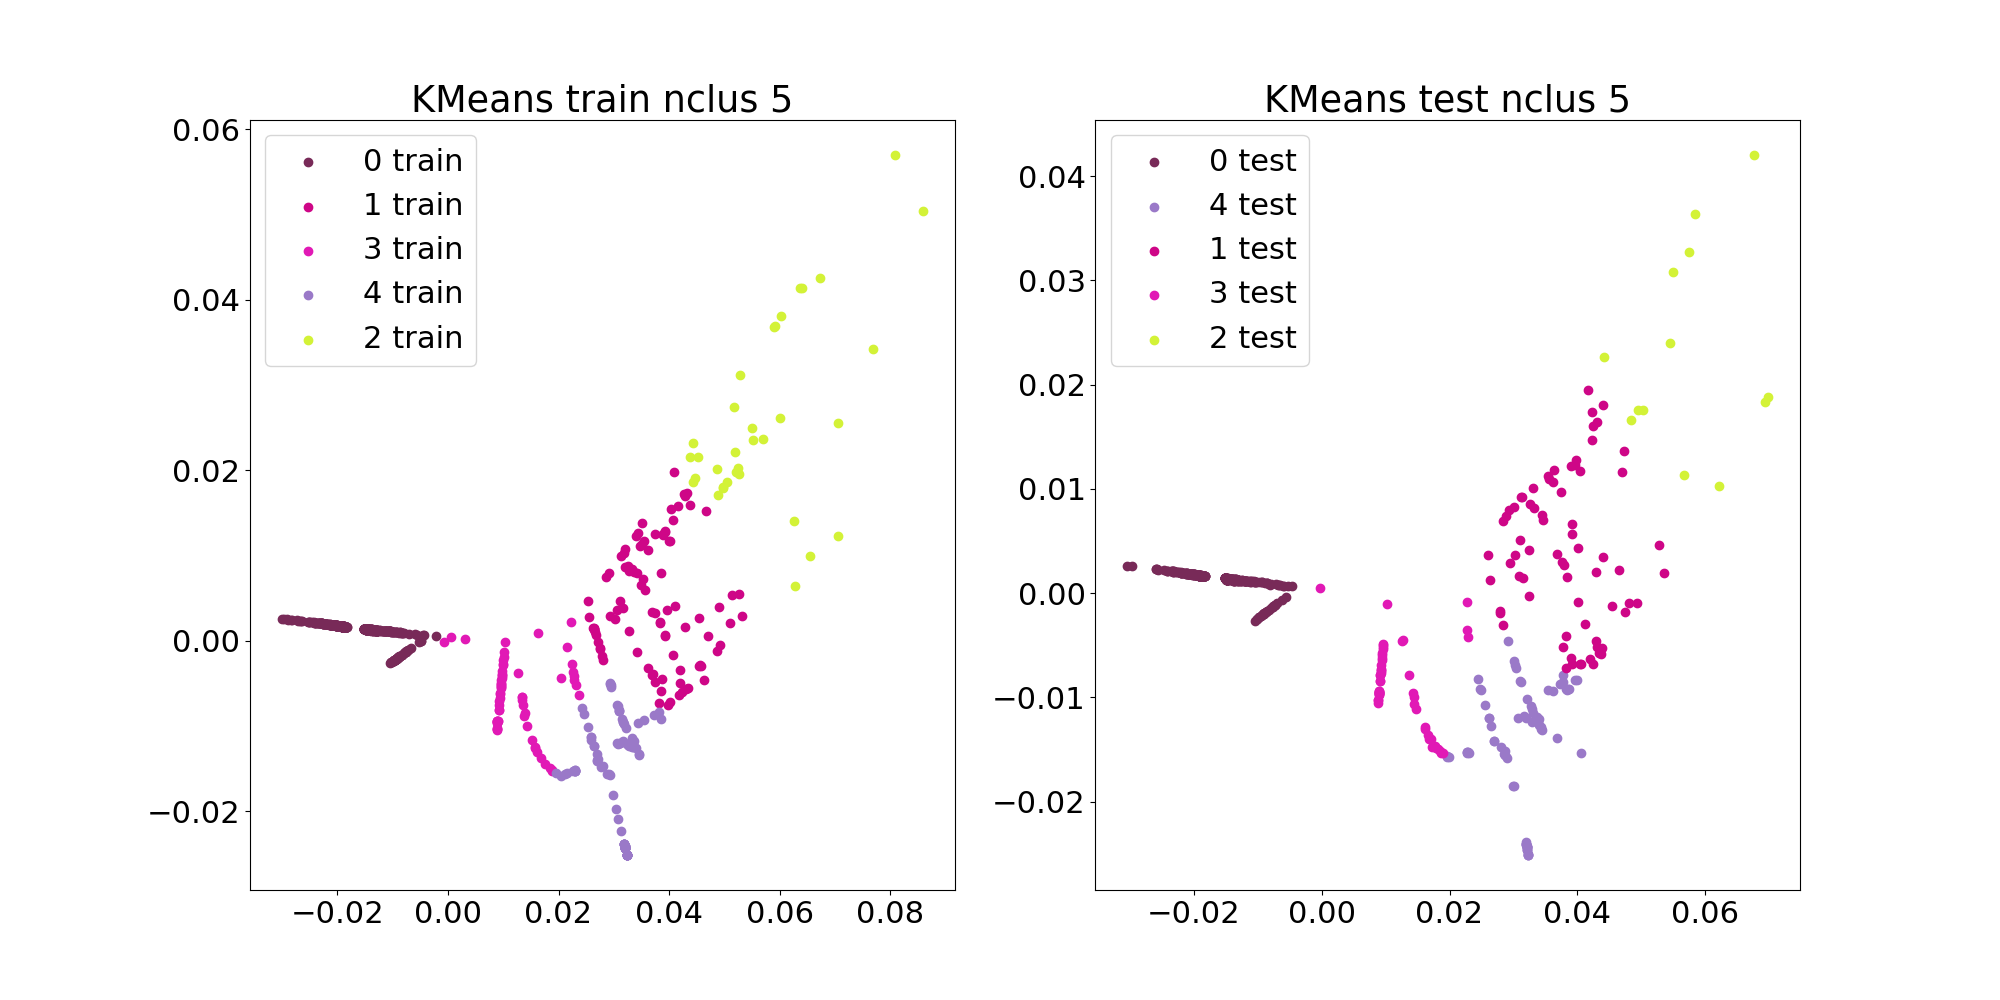 KMeans train nclus 5
0.06
0.04
0.02
0.00
−0.02
0 train
1 train
3 train
4 train
2 train
−0.02 0.00 0.02 0.04 0.06 0.08
KMeans test nclus 5
0.04
0.03
0.02
0.01
0.00
−0.01
−0.02
0 test
4 test
1 test
3 test
2 test
−0.02 0.00 0.02 0.04 0.06